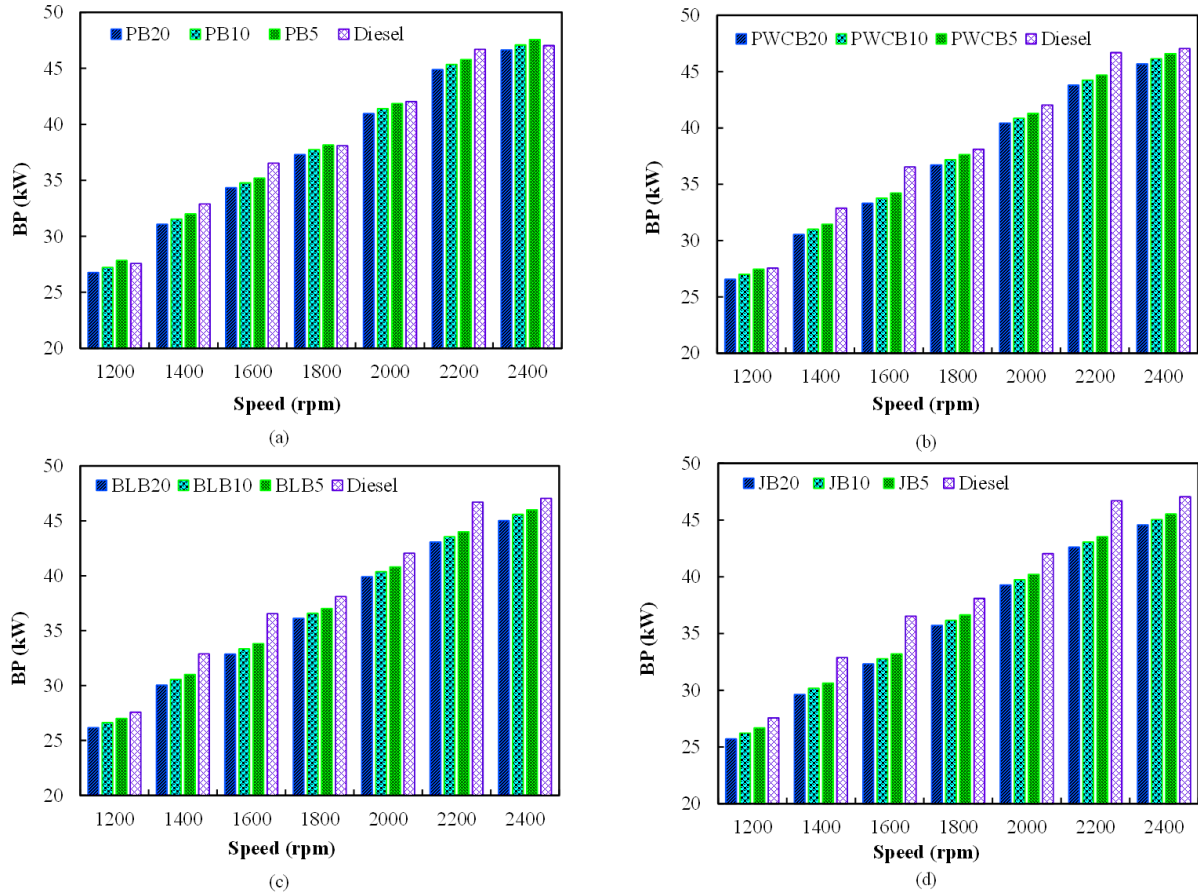 PB20 PB10 PB5 Diesel
50
45
40
35
30
25
20
BP (kW)
1200 1400 1600 1800 2000 2200 2400
Speed (rpm)
(a)
PWCB20 PWCB10 PWCB5 Diesel
50
45
40
35
30
25
20
BP (kW)
1200 1400 1600 1800 2000 2200 2400
Speed (rpm)
(b)
BLB20 BLB10 BLB5 Diesel
50
45
40
35
30
25
20
BP (kW)
1200 1400 1600 1800 2000 2200 2400
Speed (rpm)
(c)
JB20 JB10 JB5 Diesel
50
45
40
35
30
25
20
BP (kW)
1200 1400 1600 1800 2000 2200 2400
Speed (rpm)
(d)